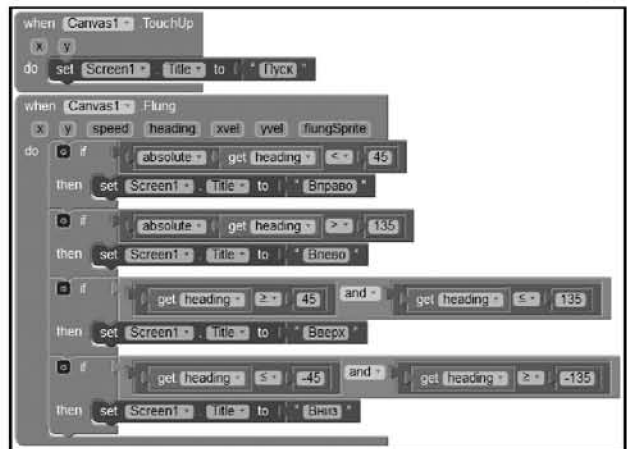 when Canvas1 .TouchUp
x y
do set Screen1 . Title to " Пуск "
when Canvas1 .Flung
x y speed heading xvel yvel flungSprite
do if absolute get heading < 45
then set Screen1 . Title to " Вправо "
if absolute get heading > 135
then set Screen1 . Title to " Влево "
if get heading ≥ 45 and get heading ≤ 135
then set Screen1 . Title to " Вверх "
if get heading ≤ -45 and get heading ≥ -135
then set Screen1 . Title to " Вниз "